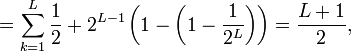 = \sum_{k=1}^{L} \frac{1}{2} + 2^{L-1} \left( 1 - \left( 1 - \frac{1}{2^L} \right) \right) = \frac{L+1}{2},